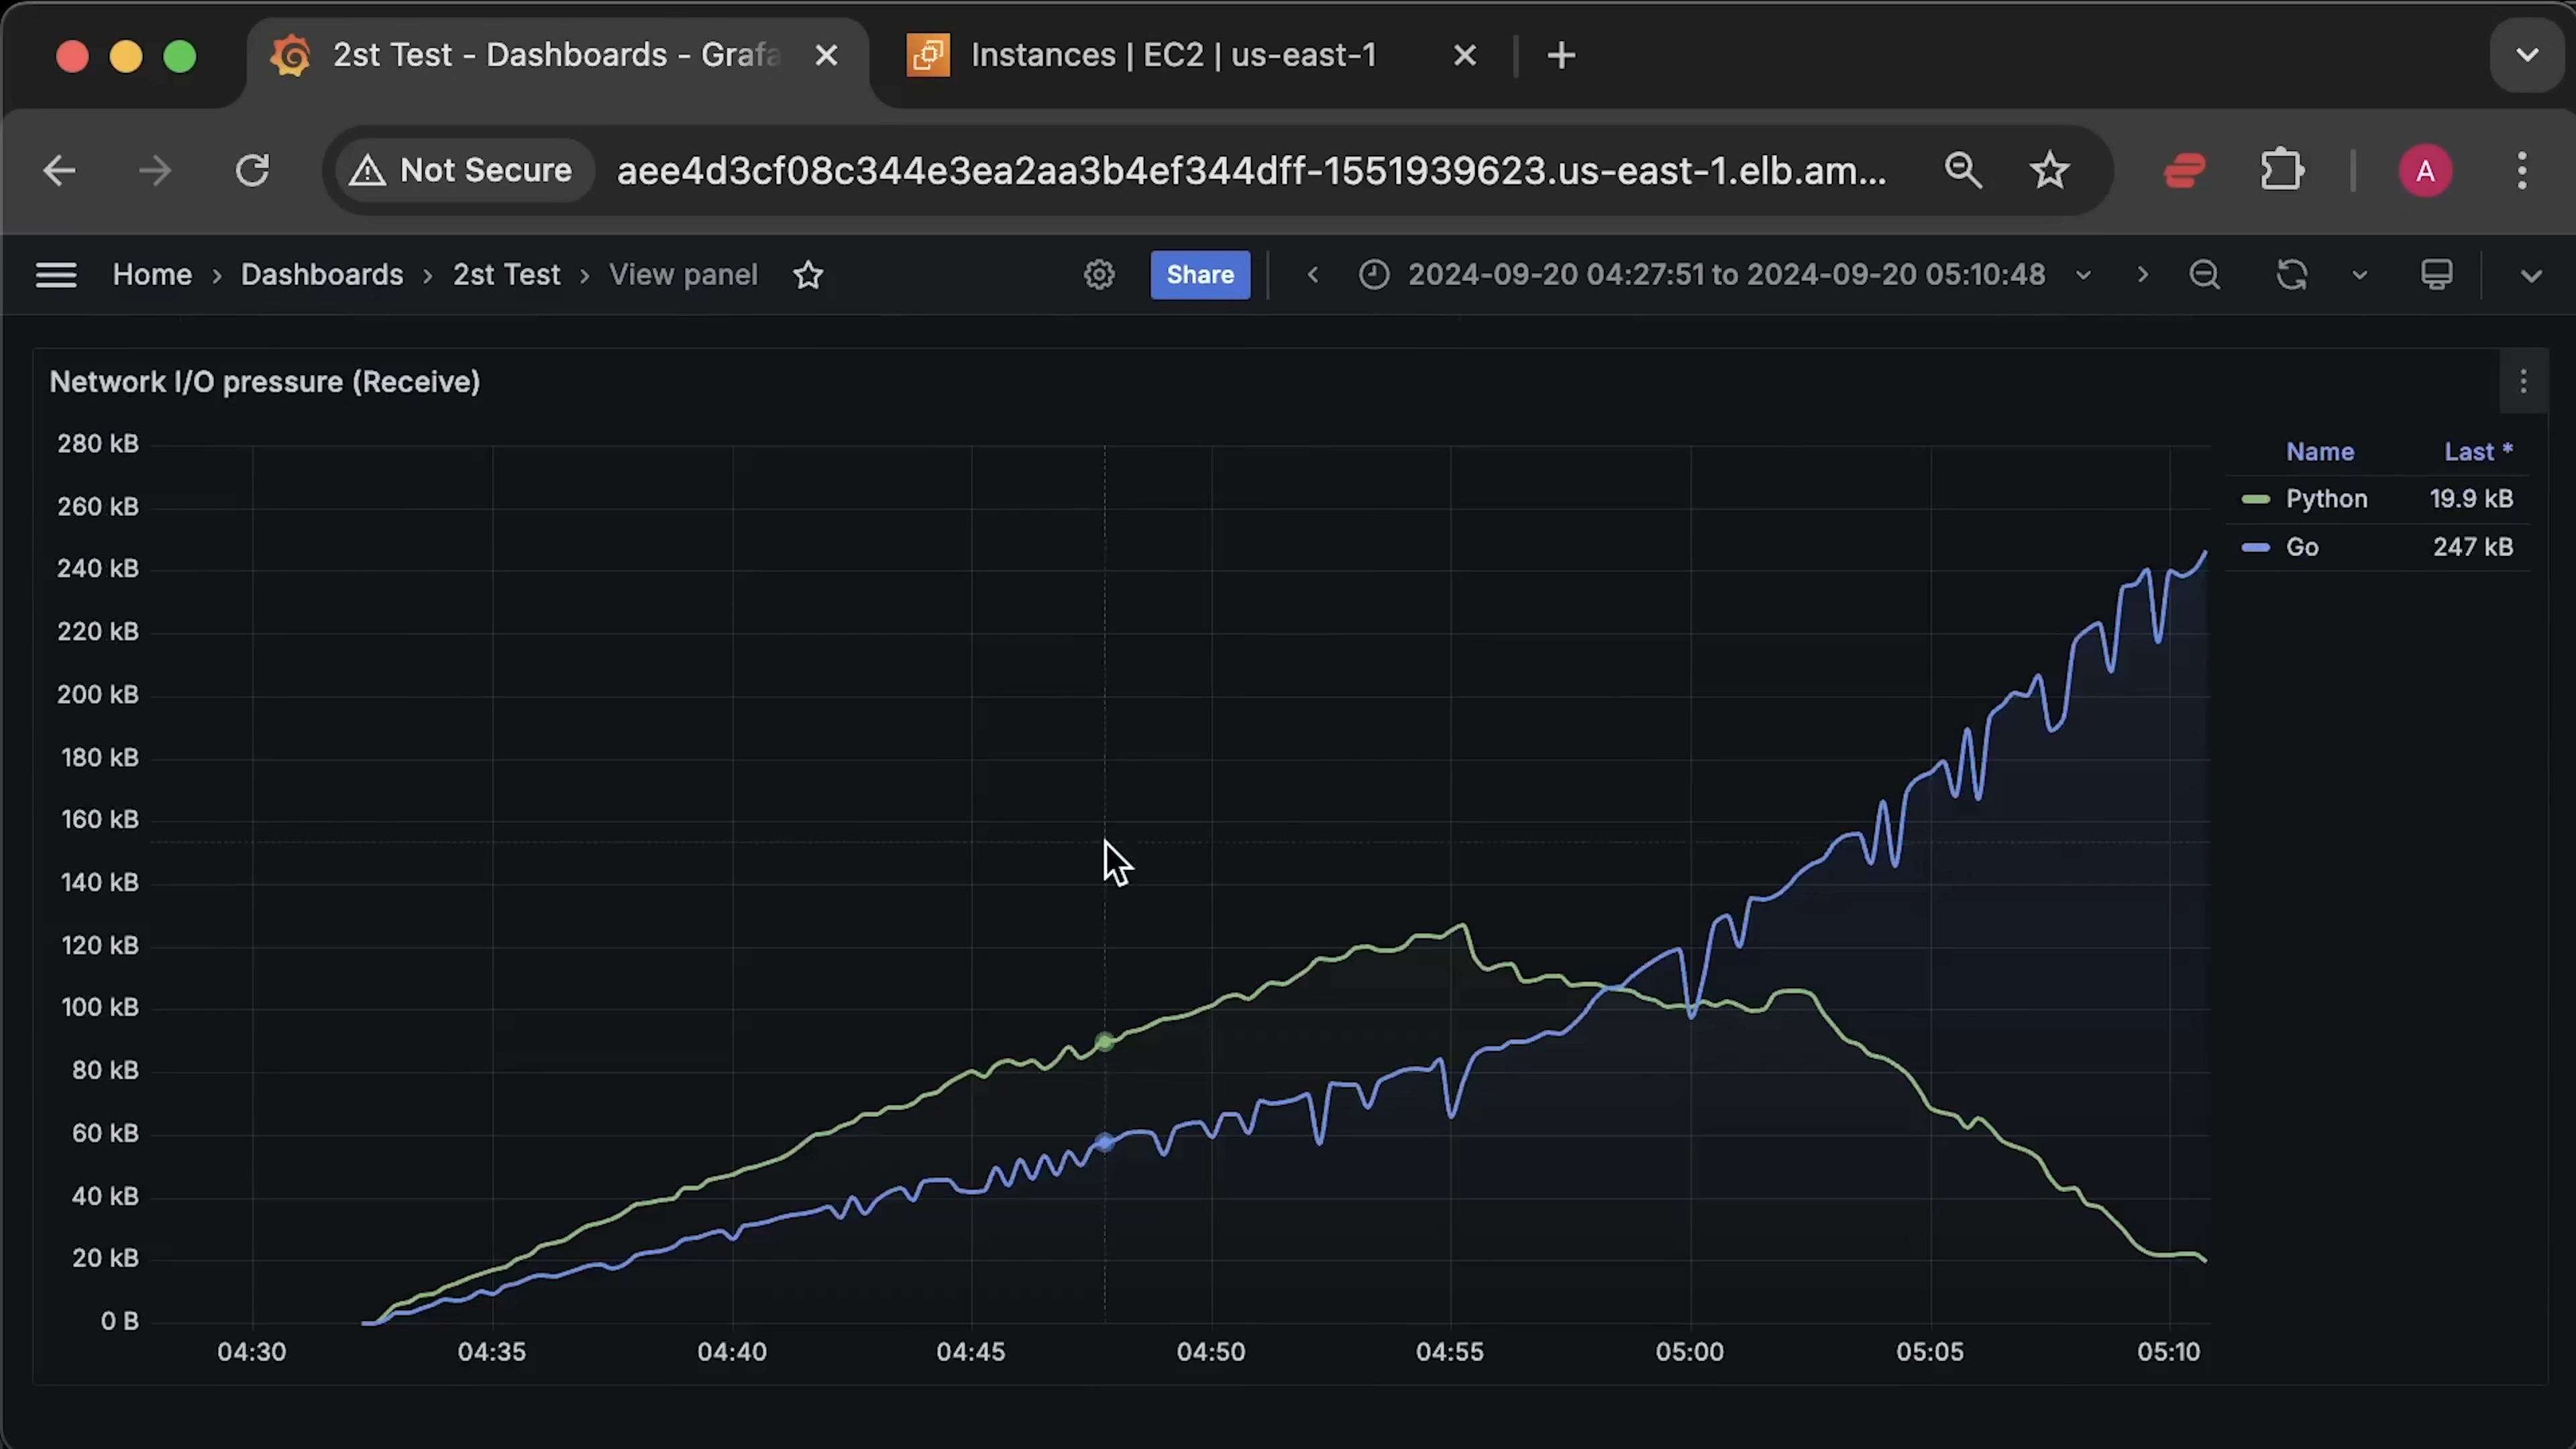 2st Test - Dashboards - Grafa
Instances | EC2 | us-east-1
Not Secure
aee4d3cf08c344e3ea2aa3b4ef344dff-1551939623.us-east-1.elb.am...
A
Home › Dashboards › 2st Test › View panel
Share
2024-09-20 04:27:51 to 2024-09-20 05:10:48
Network I/O pressure (Receive)
280 kB
260 kB
240 kB
220 kB
200 kB
180 kB
160 kB
140 kB
120 kB
100 kB
80 kB
60 kB
40 kB
20 kB
0 B
04:30 04:35 04:40 04:45 04:50 04:55 05:00 05:05 05:10
Name Last *
Python 19.9 kB
Go 247 kB